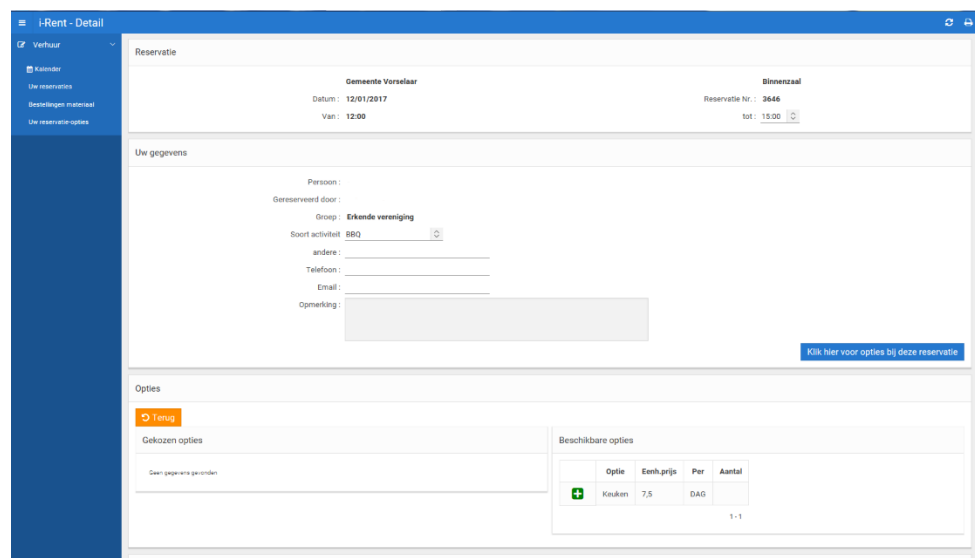 i-Rent - Detail
Verhuur
Kalender
Uw reservaties
Bestellingen materiaal
Uw reservatie-opties
Reservatie
Gemeente Vorselaar Binnenzaal
Datum : 12/01/2017 Reservatie Nr. : 3646
Van : 12:00 tot : 15:00
Uw gegevens
Persoon :
Gereserveerd door :
Groep : Erkende vereniging
Soort activiteit BBQ
andere :
Telefoon :
Email :
Opmerking :
Klik hier voor opties bij deze reservatie
Opties
Terug
Gekozen opties
Geen gegevens gevonden
Beschikbare opties
Optie Eenh.prijs Per Aantal
Keuken 7,5 DAG
1 - 1